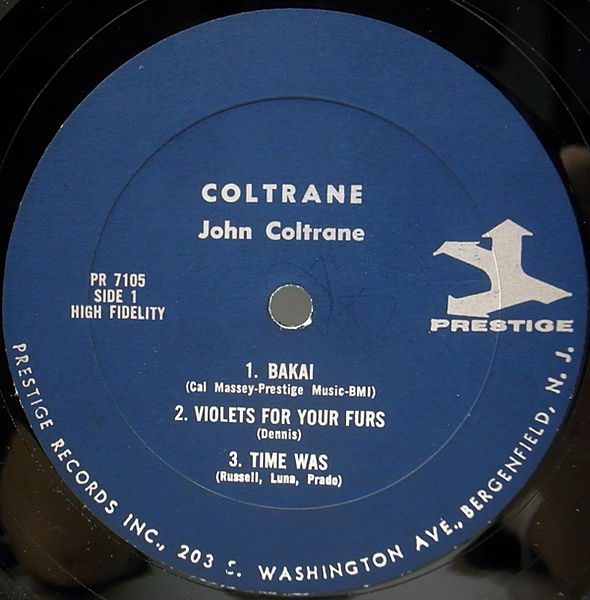 COLTRANE
John Coltrane
PR 7105
SIDE 1
HIGH FIDELITY
PRESTIGE
1. BAKAI
(Cal Massey-Prestige Music-BMI)
2. VIOLETS FOR YOUR FURS
(Dennis)
3. TIME WAS
(Russell, Luna, Prado)
PRESTIGE RECORDS INC., 203 S. WASHINGTON AVE., BERGENFIELD, N. J.